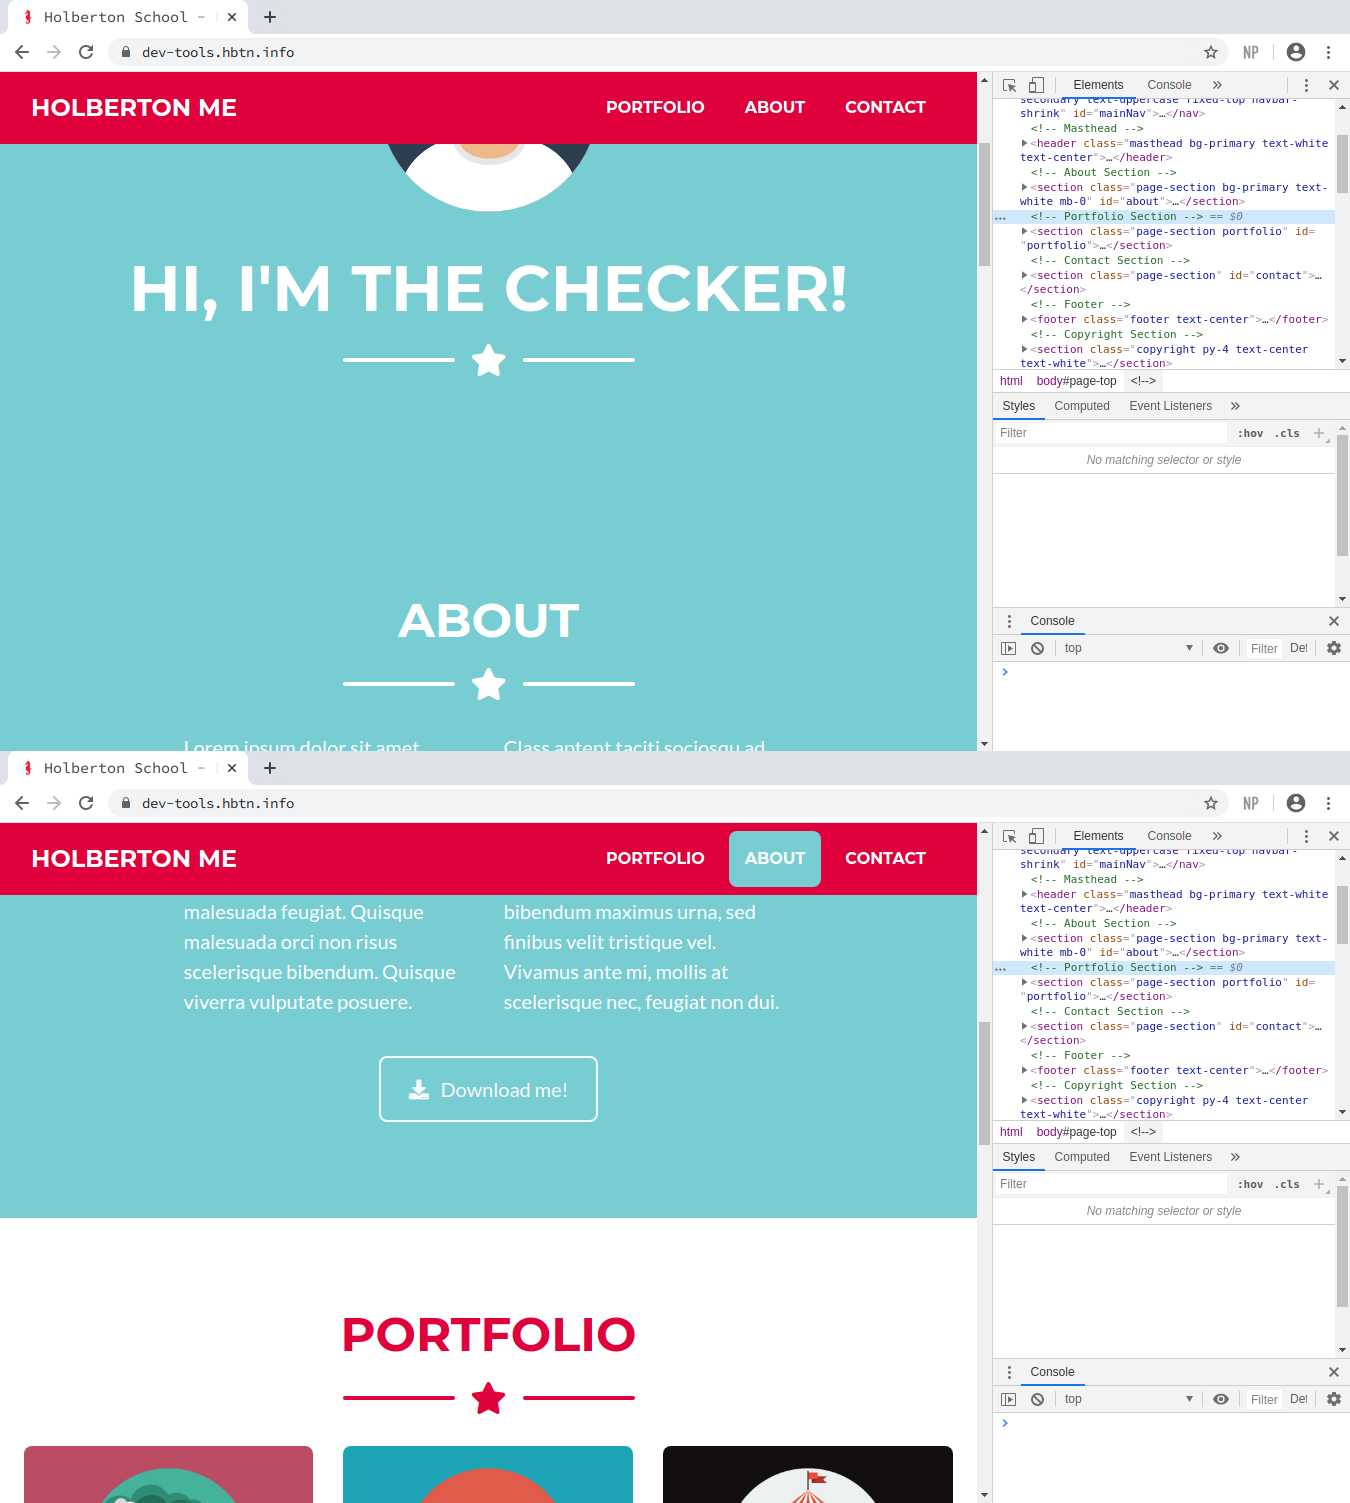 Holberton School -
dev-tools.hbtn.info
NP
HOLBERTON ME
PORTFOLIO
ABOUT
CONTACT
HI, I'M THE CHECKER!
ABOUT
Lorem ipsum dolor sit amet
Class aptent taciti sociosqu ad
Elements
Console
secondary text-uppercase fixed-top navbar-
shrink" id="mainNav">…</nav>
<!-- Masthead -->
<header class="masthead bg-primary text-white
text-center">…</header>
<!-- About Section -->
<section class="page-section bg-primary text-
white mb-0" id="about">…</section>
<!-- Portfolio Section --> == $0
<section class="page-section portfolio" id=
"portfolio">…</section>
<!-- Contact Section -->
<section class="page-section" id="contact">…
</section>
<!-- Footer -->
<footer class="footer text-center">…</footer>
<!-- Copyright Section -->
<section class="copyright py-4 text-center
text-white">…</section>
html body#page-top <!-->
Styles Computed Event Listeners
Filter :hov .cls
No matching selector or style
Console
top Filter
Holberton School -
dev-tools.hbtn.info
NP
HOLBERTON ME
PORTFOLIO
ABOUT
CONTACT
malesuada feugiat. Quisque
malesuada orci non risus
scelerisque bibendum. Quisque
viverra vulputate posuere.
bibendum maximus urna, sed
finibus velit tristique vel.
Vivamus ante mi, mollis at
scelerisque nec, feugiat non dui.
Download me!
PORTFOLIO
Elements
Console
secondary text-uppercase fixed-top navbar-
shrink" id="mainNav">…</nav>
<!-- Masthead -->
<header class="masthead bg-primary text-white
text-center">…</header>
<!-- About Section -->
<section class="page-section bg-primary text-
white mb-0" id="about">…</section>
<!-- Portfolio Section --> == $0
<section class="page-section portfolio" id=
"portfolio">…</section>
<!-- Contact Section -->
<section class="page-section" id="contact">…
</section>
<!-- Footer -->
<footer class="footer text-center">…</footer>
<!-- Copyright Section -->
<section class="copyright py-4 text-center
text-white">…</section>
html body#page-top <!-->
Styles Computed Event Listeners
Filter :hov .cls
No matching selector or style
Console
top Filter